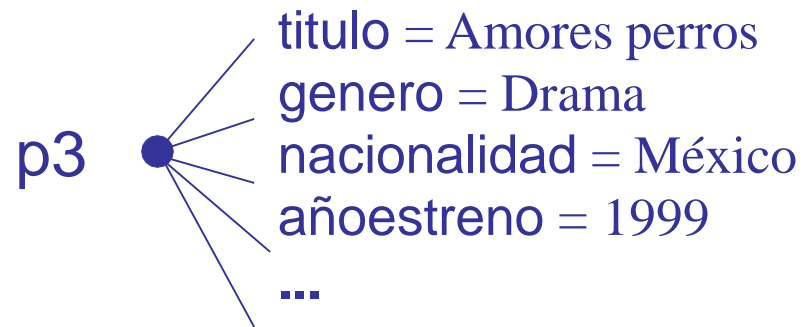 titulo = Amores perros
genero = Drama
p3
nacionalidad = México
añoestreno = 1999
...